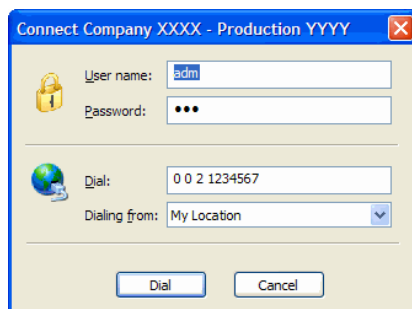 Connect Company XXXX - Production YYYY
User name: adm
Password: •••
Dial: 0 0 2 1234567
Dialing from: My Location
Dial Cancel